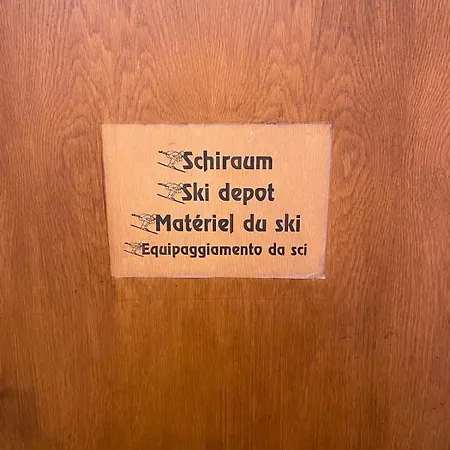 Schiraum
Ski depot
Matériel du ski
Equipaggiamento da sci